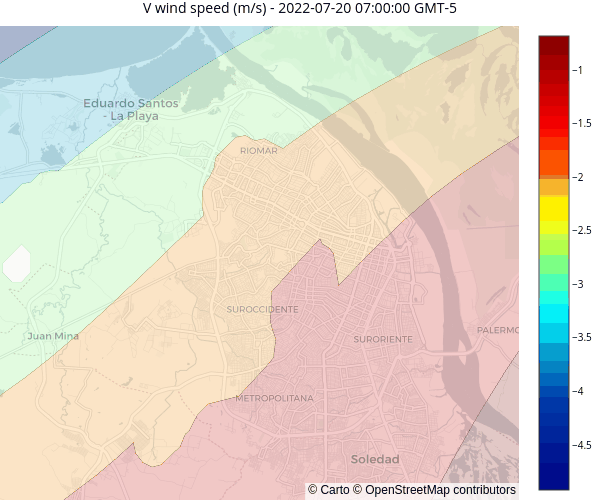 V wind speed (m/s) - 2022-07-20 07:00:00 GMT-5
Eduardo Santos
- La Playa
RIOMAR
SUROCCIDENTE
Juan Mina
SURORIENTE
PALERMO
METROPOLITANA
Soledad
© Carto © OpenStreetMap contributors
−1
−1.5
−2
−2.5
−3
−3.5
−4
−4.5